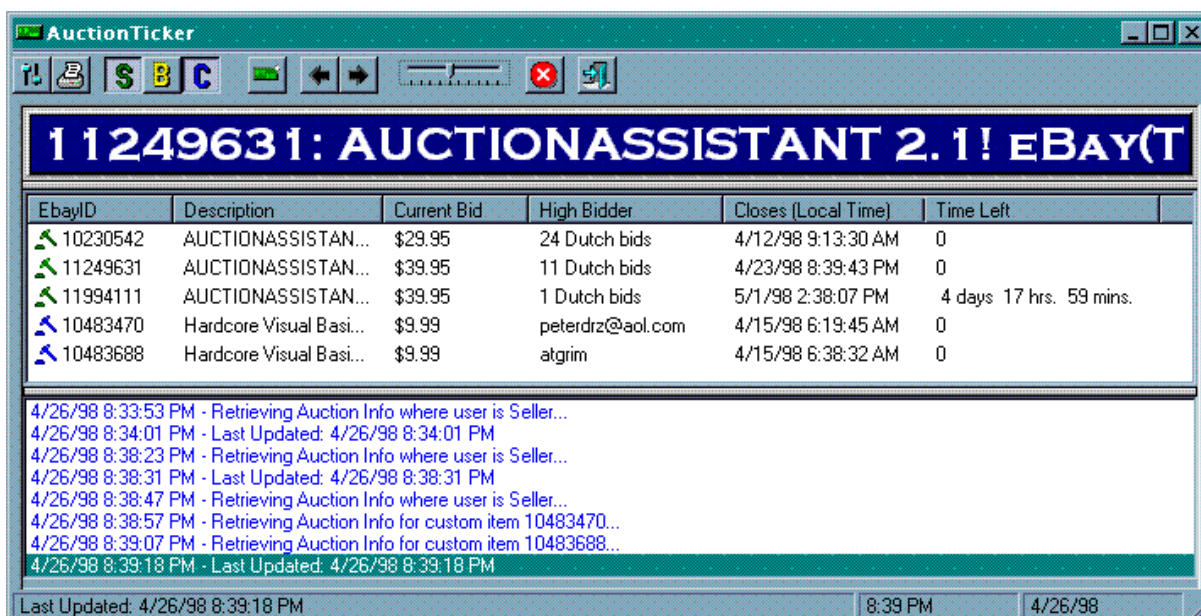 AuctionTicker
S B C
11249631: AUCTIONASSISTANT 2.1! EBAY(T
EbayID Description Current Bid High Bidder Closes (Local Time) Time Left
10230542 AUCTIONASSISTAN... $29.95 24 Dutch bids 4/12/98 9:13:30 AM 0
11249631 AUCTIONASSISTAN... $39.95 11 Dutch bids 4/23/98 8:39:43 PM 0
11994111 AUCTIONASSISTAN... $39.95 1 Dutch bids 5/1/98 2:38:07 PM 4 days 17 hrs. 59 mins.
10483470 Hardcore Visual Basi... $9.99 peterdrz@aol.com 4/15/98 6:19:45 AM 0
10483688 Hardcore Visual Basi... $9.99 atgrim 4/15/98 6:38:32 AM 0
4/26/98 8:33:53 PM - Retrieving Auction Info where user is Seller...
4/26/98 8:34:01 PM - Last Updated: 4/26/98 8:34:01 PM
4/26/98 8:38:23 PM - Retrieving Auction Info where user is Seller...
4/26/98 8:38:31 PM - Last Updated: 4/26/98 8:38:31 PM
4/26/98 8:38:47 PM - Retrieving Auction Info where user is Seller...
4/26/98 8:38:57 PM - Retrieving Auction Info for custom item 10483470...
4/26/98 8:39:07 PM - Retrieving Auction Info for custom item 10483688...
4/26/98 8:39:18 PM - Last Updated: 4/26/98 8:39:18 PM
Last Updated: 4/26/98 8:39:18 PM 8:39 PM 4/26/98